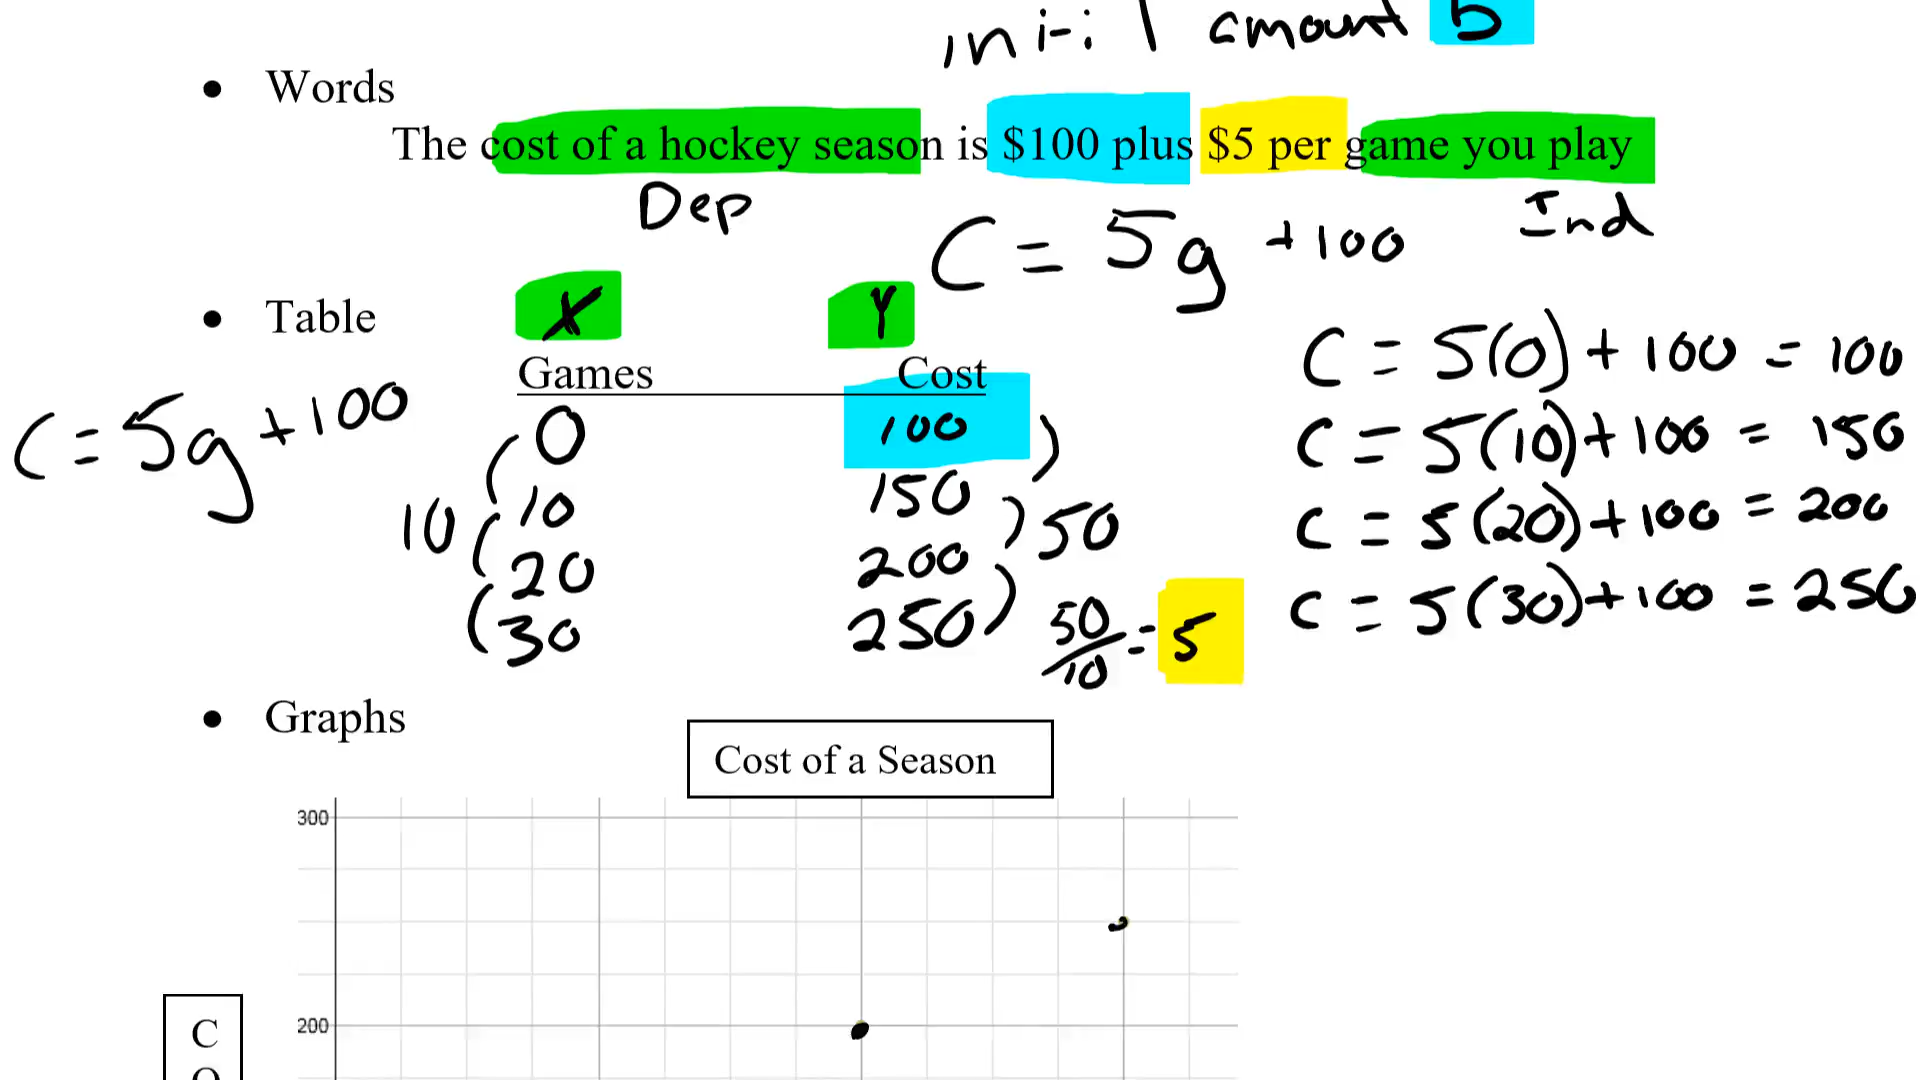 amount b
• Words
The cost of a hockey season is $100 plus $5 per game you play
Dep
Ind
C = 5g +100
• Table
X Y
Games Cost
C = 5g +100
0 100
10 150
20 200
30 250
10
50
50/10 = 5
C = 5(0) + 100 = 100
C = 5(10) + 100 = 150
C = 5(20) + 100 = 200
C = 5(30) + 100 = 250
• Graphs
Cost of a Season
300
200
C